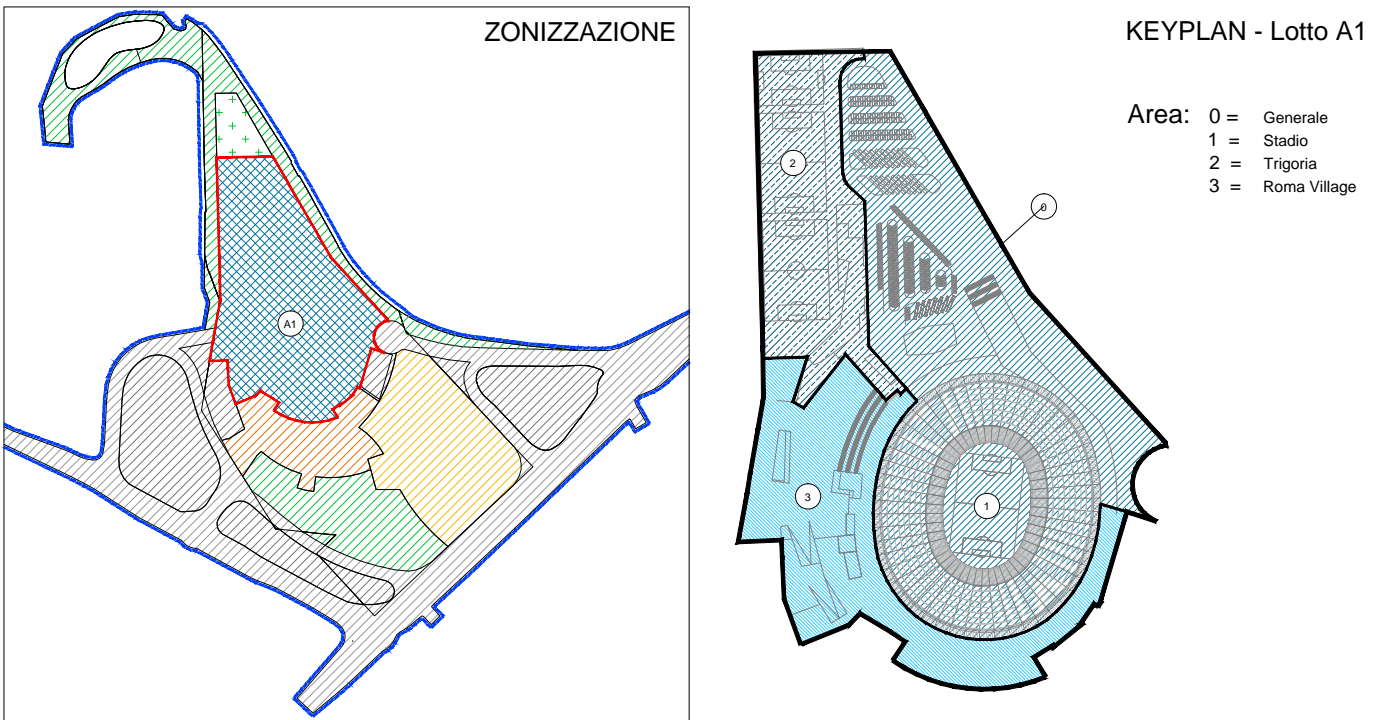 ZONIZZAZIONE
A1
KEYPLAN - Lotto A1
Area: 0 = Generale
1 = Stadio
2 = Trigoria
3 = Roma Village
2
0
3
1